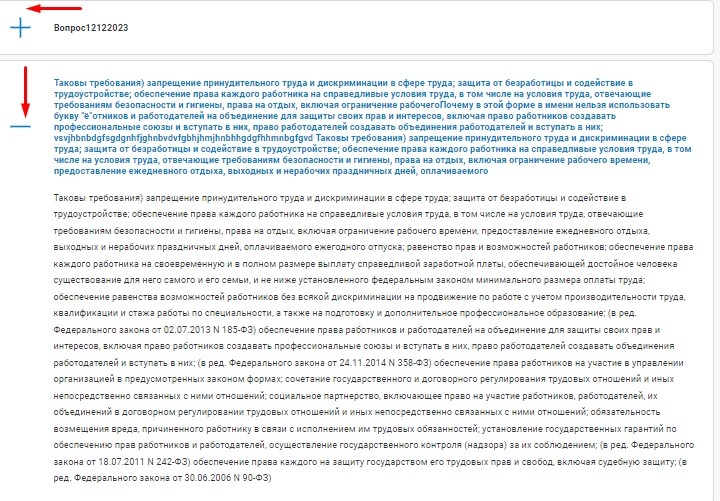 Вопрос12122023
Таковы требования) запрещение принудительного труда и дискриминации в сфере труда; защита от безработицы и содействие в
трудоустройстве; обеспечение права каждого работника на справедливые условия труда, в том числе на условия труда, отвечающие
требованиям безопасности и гигиены, права на отдых, включая ограничение рабочегоПочему в этой форме в имени нельзя использовать
букву "ё"отников и работодателей на объединение для защиты своих прав и интересов, включая право работников создавать
профессиональные союзы и вступать в них, право работодателей создавать объединения работодателей и вступать в них;
vsvjhbnbdgfsgdgnhfjghnbvdvfgbhjhmjhnbhhgdgfhhmnbgfgvd Таковы требования) запрещение принудительного труда и дискриминации в сфере
труда; защита от безработицы и содействие в трудоустройстве; обеспечение права каждого работника на справедливые условия труда, в том
числе на условия труда, отвечающие требованиям безопасности и гигиены, права на отдых, включая ограничение рабочего времени,
предоставление ежедневного отдыха, выходных и нерабочих праздничных дней, оплачиваемого
Таковы требования) запрещение принудительного труда и дискриминации в сфере труда; защита от безработицы и содействие в
трудоустройстве; обеспечение права каждого работника на справедливые условия труда, в том числе на условия труда, отвечающие
требованиям безопасности и гигиены, права на отдых, включая ограничение рабочего времени, предоставление ежедневного отдыха,
выходных и нерабочих праздничных дней, оплачиваемого ежегодного отпуска; равенство прав и возможностей работников; обеспечение права
каждого работника на своевременную и в полном размере выплату справедливой заработной платы, обеспечивающей достойное человека
существование для него самого и его семьи, и не ниже установленного федеральным законом минимального размера оплаты труда;
обеспечение равенства возможностей работников без всякой дискриминации на продвижение по работе с учетом производительности труда,
квалификации и стажа работы по специальности, а также на подготовку и дополнительное профессиональное образование; (в ред.
Федерального закона от 02.07.2013 N 185-ФЗ) обеспечение права работников и работодателей на объединение для защиты своих прав и
интересов, включая право работников создавать профессиональные союзы и вступать в них, право работодателей создавать объединения
работодателей и вступать в них; (в ред. Федерального закона от 24.11.2014 N 358-ФЗ) обеспечение права работников на участие в управлении
организацией в предусмотренных законом формах; сочетание государственного и договорного регулирования трудовых отношений и иных
непосредственно связанных с ними отношений; социальное партнерство, включающее право на участие работников, работодателей, их
объединений в договорном регулировании трудовых отношений и иных непосредственно связанных с ними отношений; обязательность
возмещения вреда, причиненного работнику в связи с исполнением им трудовых обязанностей; установление государственных гарантий по
обеспечению прав работников и работодателей, осуществление государственного контроля (надзора) за их соблюдением; (в ред. Федерального
закона от 18.07.2011 N 242-ФЗ) обеспечение права каждого на защиту государством его трудовых прав и свобод, включая судебную защиту; (в
ред. Федерального закона от 30.06.2006 N 90-ФЗ)